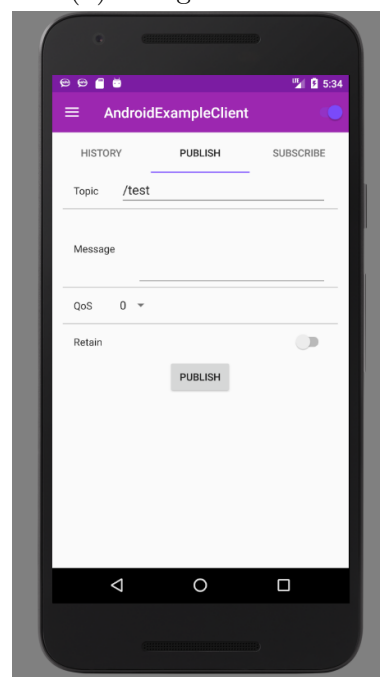 5:34
AndroidExampleClient
HISTORY PUBLISH SUBSCRIBE
Topic /test
Message
QoS 0
Retain
PUBLISH